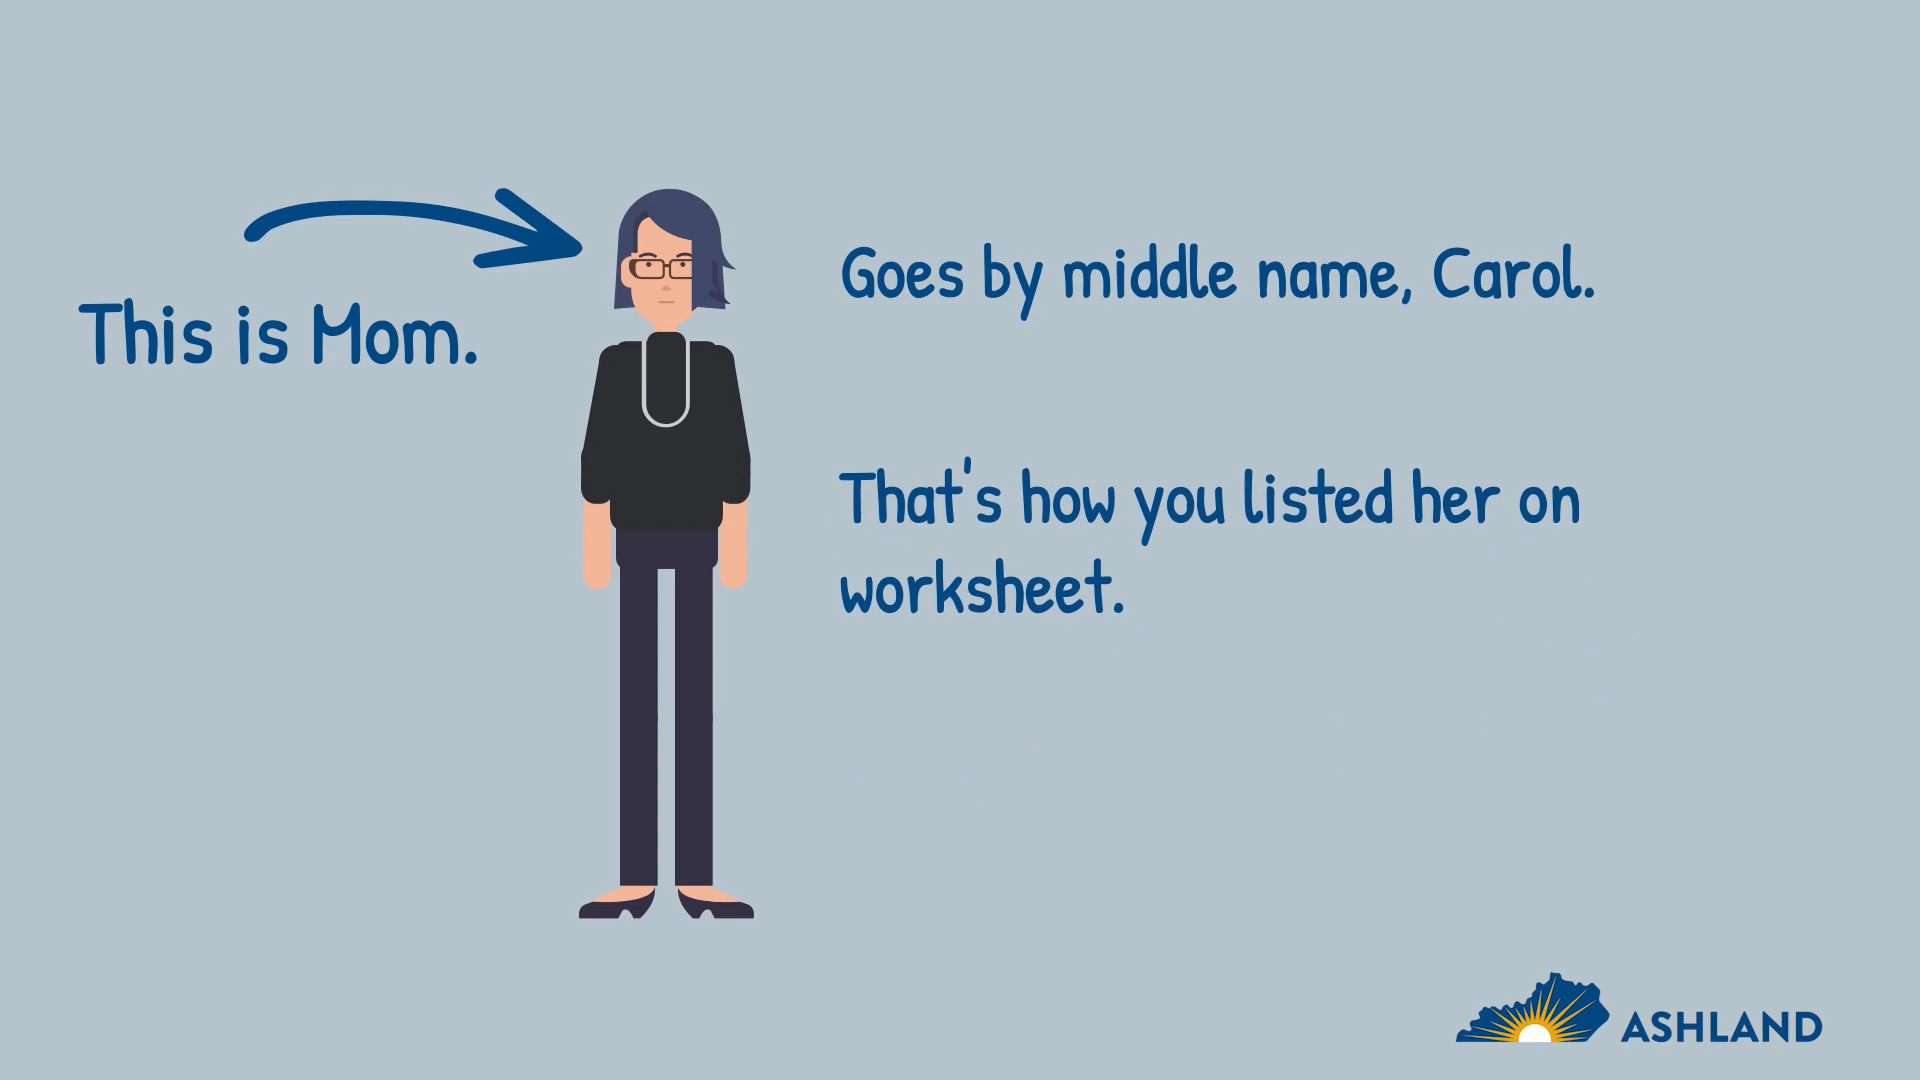 This is Mom.
Goes by middle name, Carol.
That's how you listed her on
worksheet.
ASHLAND